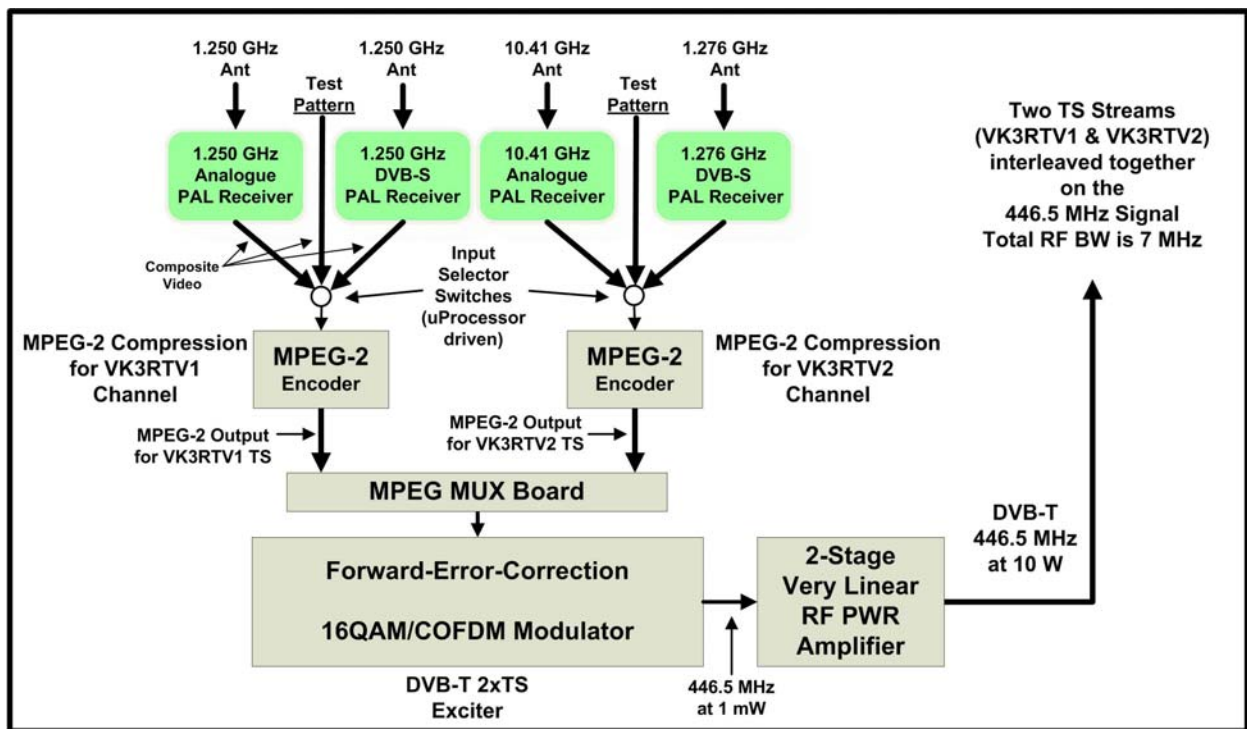 1.250 GHz
Ant
Test
Pattern
1.250 GHz
Ant
10.41 GHz
Ant
Test
Pattern
1.276 GHz
Ant
1.250 GHz
Analogue
PAL Receiver
1.250 GHz
DVB-S
PAL Receiver
10.41 GHz
Analogue
PAL Receiver
1.276 GHz
DVB-S
PAL Receiver
Two TS Streams
(VK3RTV1 & VK3RTV2)
interleaved together
on the
446.5 MHz Signal
Total RF BW is 7 MHz
Composite
Video
Input
Selector
Switches
(uProcessor
driven)
MPEG-2 Compression
for VK3RTV1
Channel
MPEG-2
Encoder
MPEG-2
Encoder
MPEG-2 Compression
for VK3RTV2
Channel
MPEG-2 Output
for VK3RTV1 TS
MPEG-2 Output
for VK3RTV2 TS
MPEG MUX Board
Forward-Error-Correction
16QAM/COFDM Modulator
DVB-T 2xTS
Exciter
446.5 MHz
at 1 mW
2-Stage
Very Linear
RF PWR
Amplifier
DVB-T
446.5 MHz
at 10 W